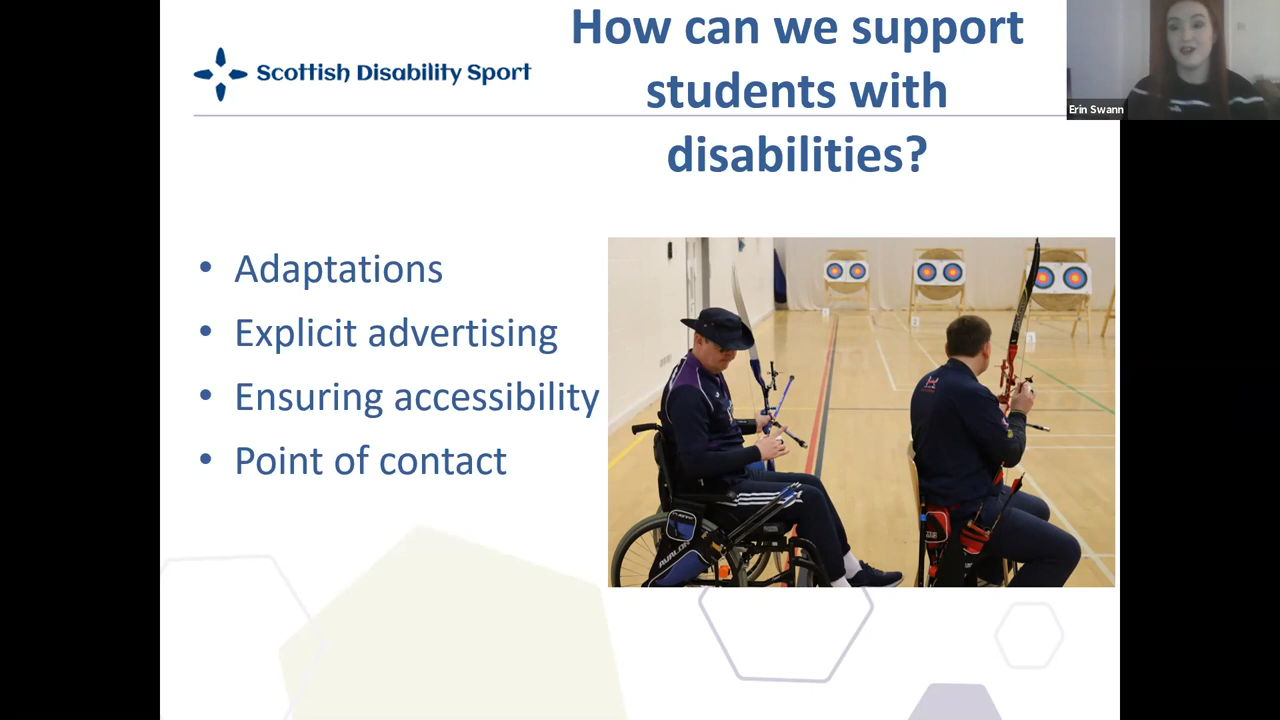 How can we support
Scottish Disability Sport
students with
disabilities?
Erin Swann
• Adaptations
• Explicit advertising
• Ensuring accessibility
• Point of contact
AVALON